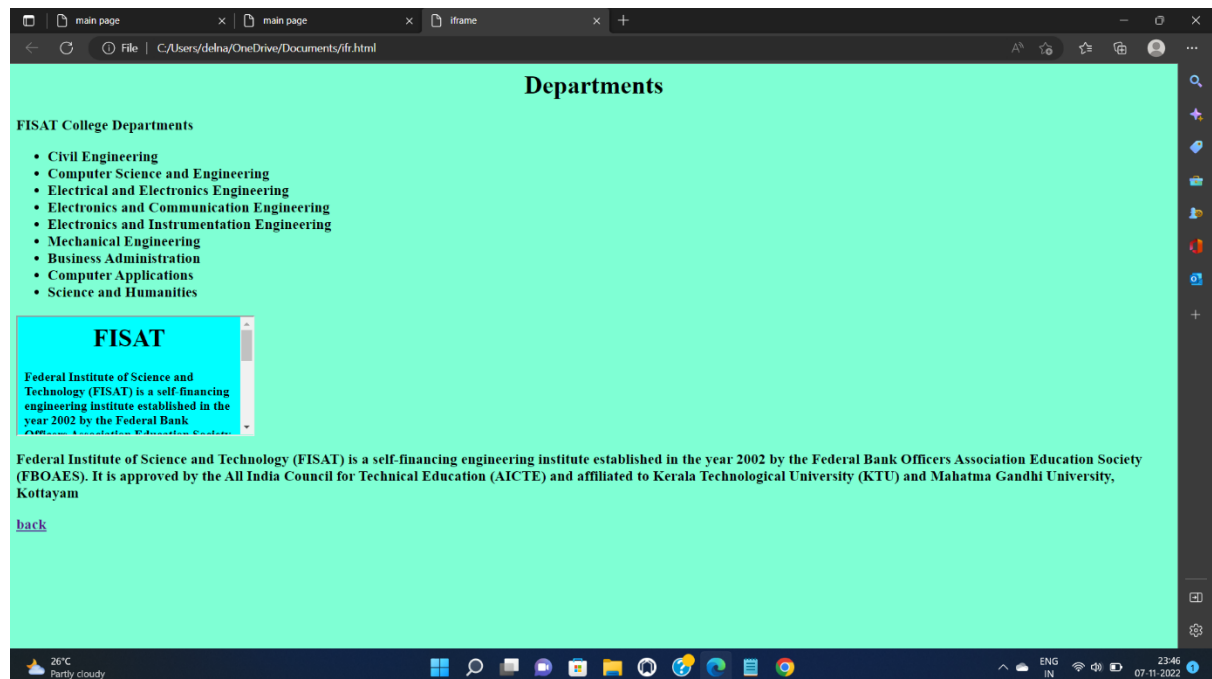 main page
main page
iframe
File | C:/Users/delna/OneDrive/Documents/ifr.html
Departments
FISAT College Departments
• Civil Engineering
• Computer Science and Engineering
• Electrical and Electronics Engineering
• Electronics and Communication Engineering
• Electronics and Instrumentation Engineering
• Mechanical Engineering
• Business Administration
• Computer Applications
• Science and Humanities
FISAT
Federal Institute of Science and
Technology (FISAT) is a self-financing
engineering institute established in the
year 2002 by the Federal Bank
Officers Association Education Society
Federal Institute of Science and Technology (FISAT) is a self-financing engineering institute established in the year 2002 by the Federal Bank Officers Association Education Society
(FBOAES). It is approved by the All India Council for Technical Education (AICTE) and affiliated to Kerala Technological University (KTU) and Mahatma Gandhi University,
Kottayam
back
26°C
Partly cloudy
ENG
IN
23:46
07-11-2022
1